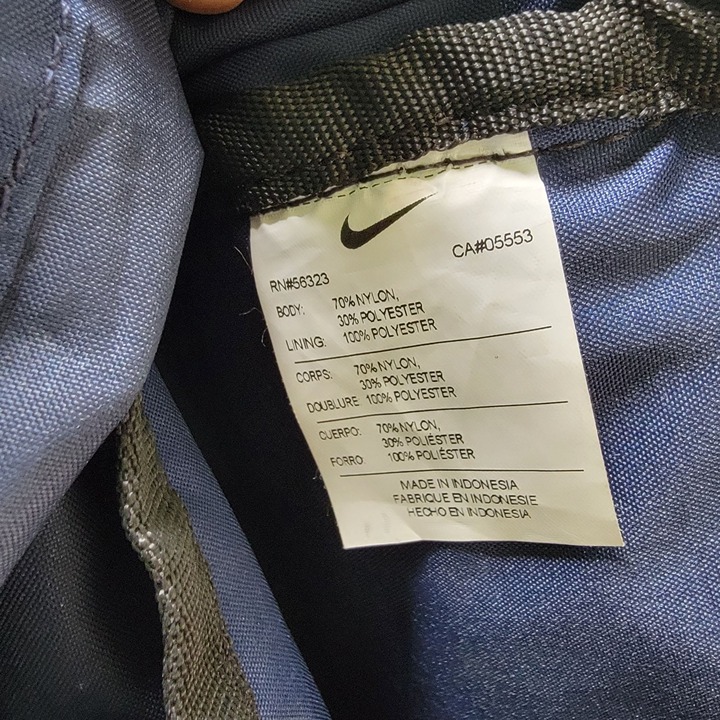 RN#56323 CA#05553
BODY: 70% NYLON,
30% POLYESTER
LINING: 100% POLYESTER
CORPS: 70% NYLON,
30% POLYESTER
DOUBLURE 100% POLYESTER
CUERPO: 70% NYLON,
30% POLIÉSTER
FORRO: 100% POLIÉSTER
MADE IN INDONESIA
FABRIQUE EN INDONESIE
HECHO EN INDONESIA